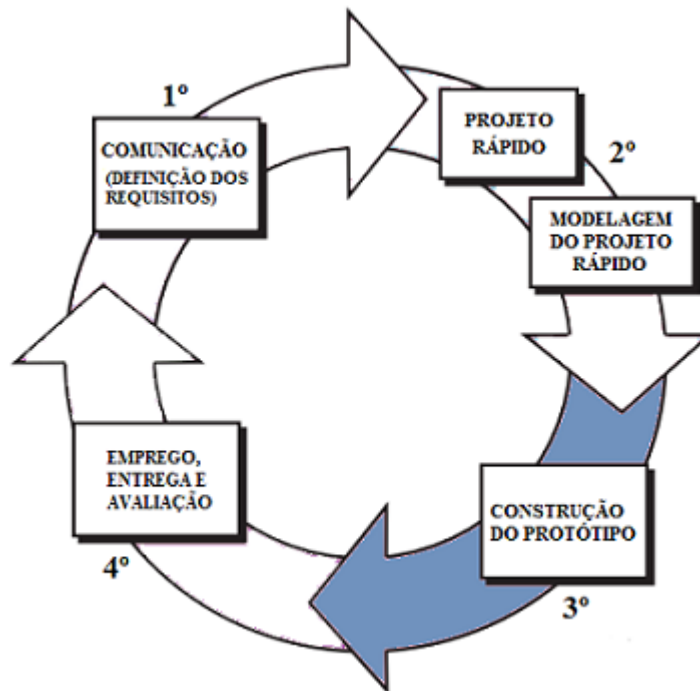 1º
COMUNICAÇÃO
(DEFINIÇÃO DOS
REQUISITOS)
PROJETO
RÁPIDO
2º
MODELAGEM
DO PROJETO
RÁPIDO
CONSTRUÇÃO
DO PROTÓTIPO
3º
EMPREGO,
ENTREGA E
AVALIAÇÃO
4º